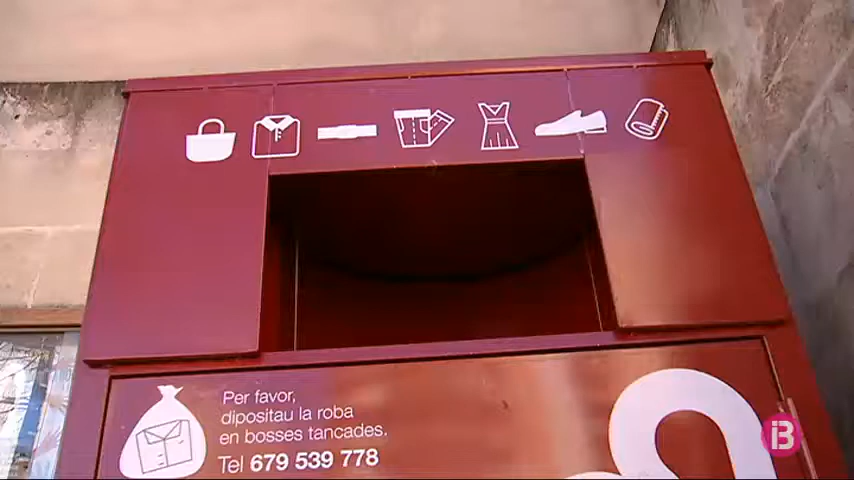 Per favor,
dipositau la roba
en bosses tancades.
Tel 679 539 778
IB